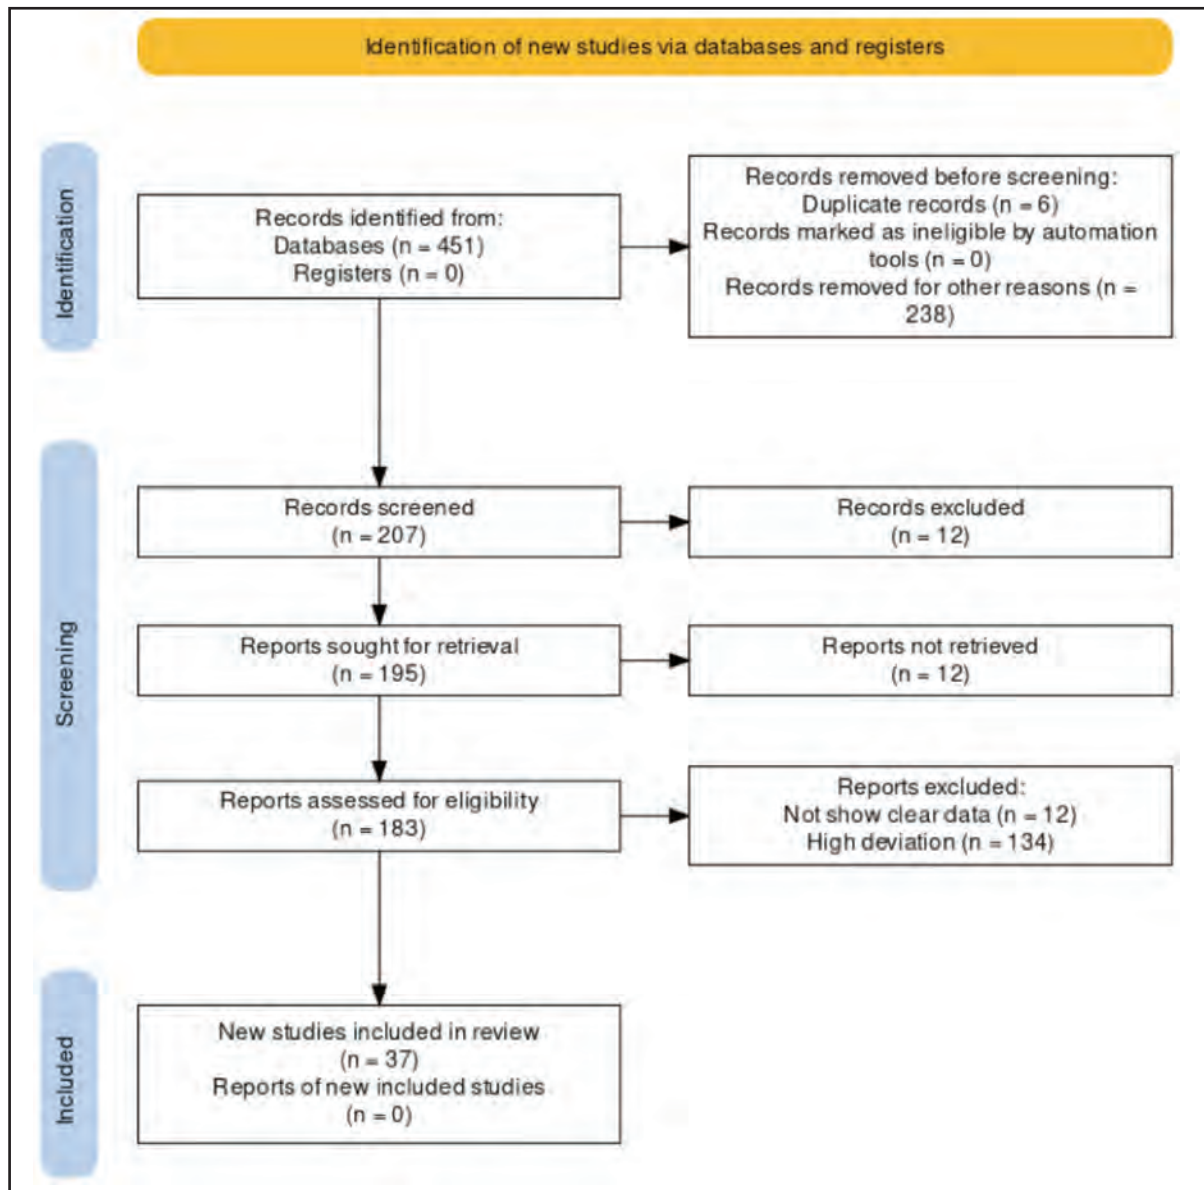 Identification of new studies via databases and registers
Identification
Records identified from:
Databases (n = 451)
Registers (n = 0)
Records removed before screening:
Duplicate records (n = 6)
Records marked as ineligible by automation
tools (n = 0)
Records removed for other reasons (n =
238)
Screening
Records screened
(n = 207)
Records excluded
(n = 12)
Reports sought for retrieval
(n = 195)
Reports not retrieved
(n = 12)
Reports assessed for eligibility
(n = 183)
Reports excluded:
Not show clear data (n = 12)
High deviation (n = 134)
Included
New studies included in review
(n = 37)
Reports of new included studies
(n = 0)